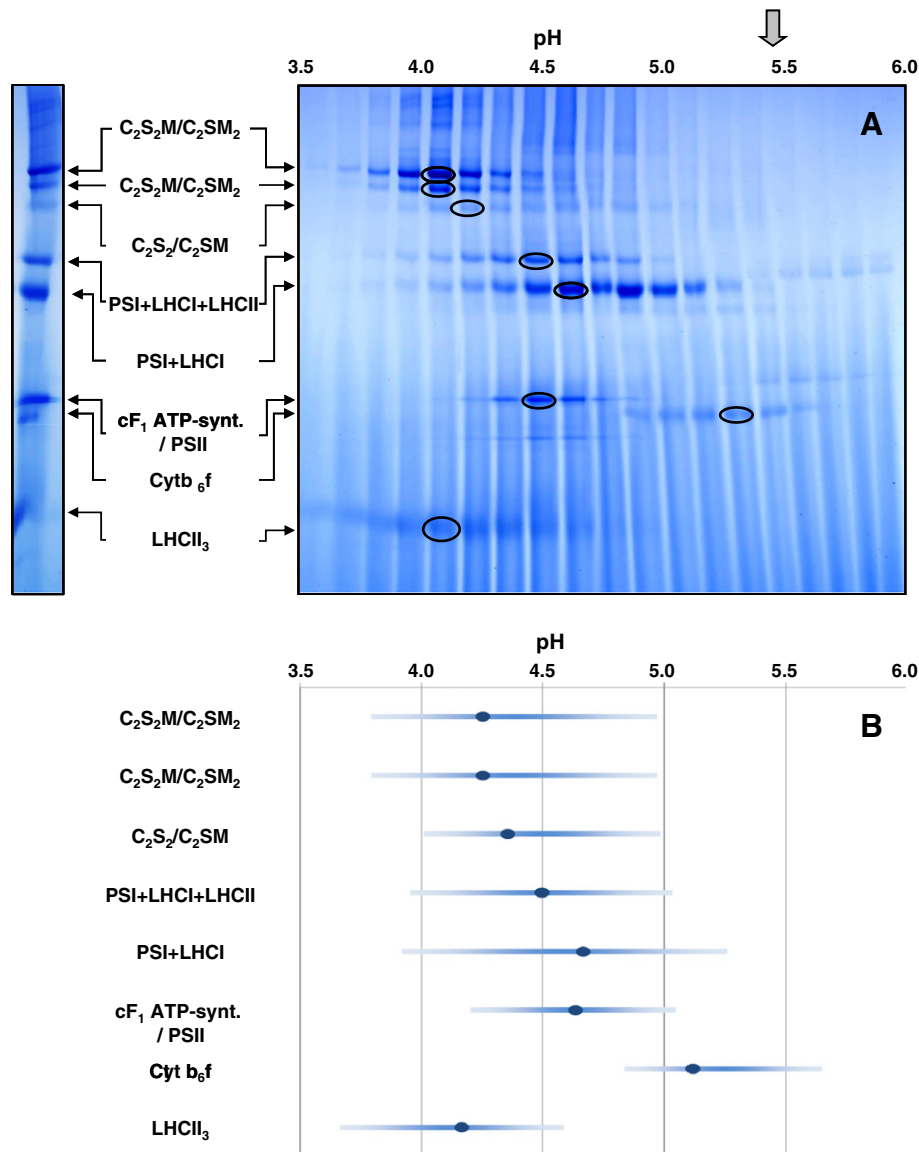 pH
3.5 4.0 4.5 5.0 5.5 6.0
A
C₂S₂M/C₂SM₂
C₂S₂M/C₂SM₂
C₂S₂/C₂SM
PSI+LHCI+LHCII
PSI+LHCI
cF₁ ATP-synt.
/ PSII
Cytb ₆f
LHCII₃
pH
3.5 4.0 4.5 5.0 5.5 6.0
B
C₂S₂M/C₂SM₂
C₂S₂M/C₂SM₂
C₂S₂/C₂SM
PSI+LHCI+LHCII
PSI+LHCI
cF₁ ATP-synt.
/ PSII
Cyt b₆f
LHCII₃